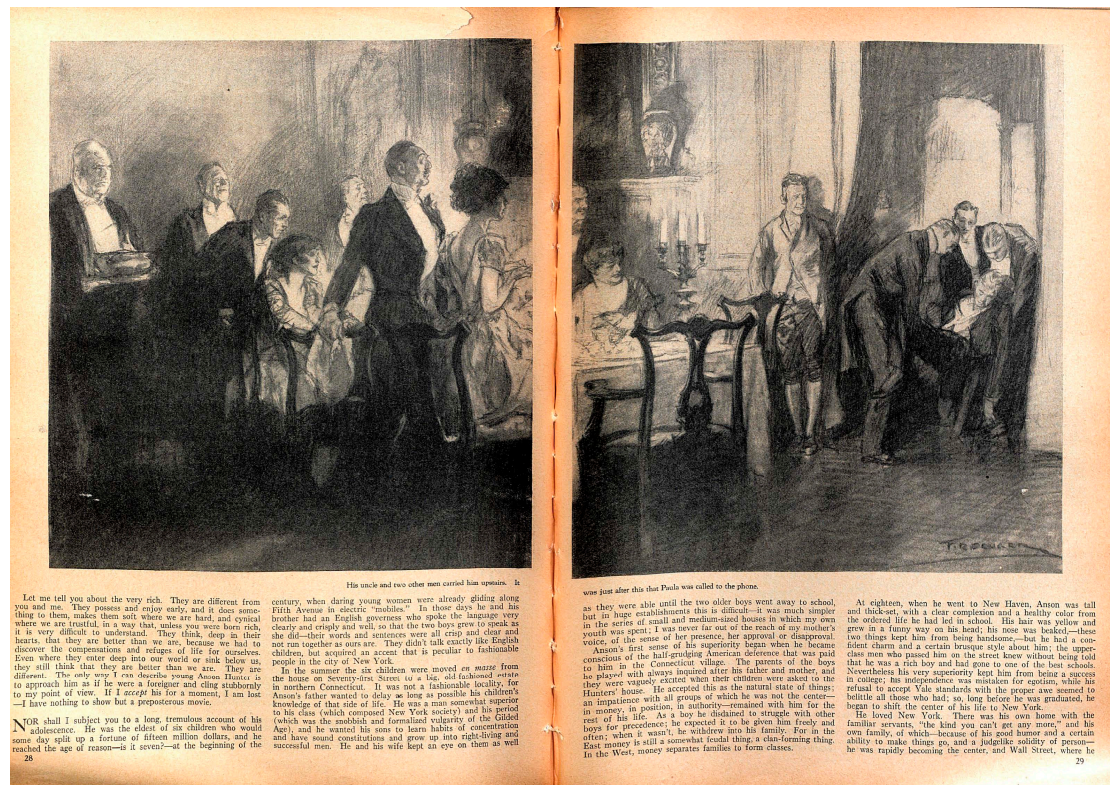 His uncle and two other men carried him upstairs. It
Let me tell you about the very rich. They are different from
you and me. They possess and enjoy early, and it does some-
thing to them, makes them soft where we are hard, and cynical
where we are trustful, in a way that, unless you were born rich,
it is very difficult to understand. They think, deep in their
hearts, that they are better than we are, because we had to
discover the compensations and refuges of life for ourselves.
Even where they enter deep into our world or sink below us,
they still think that they are better than we are. They are
different. The only way I can describe young Anson Hunter is
to approach him as if he were a foreigner and cling stubbornly
to my point of view. If I accept his for a moment, I am lost
—I have nothing to show but a preposterous movie.
NOR shall I subject you to a long, tremulous account of his
adolescence. He was the eldest of six children who would
some day split up a fortune of fifteen million dollars, and he
reached the age of reason—is it seven?—at the beginning of the
28
century, when daring young women were already gliding along
Fifth Avenue in electric "mobiles." In those days he and his
brother had an English governess who spoke the language very
clearly and crisply and well, so that the two boys grew to speak as
she did—their words and sentences were all crisp and clear and
not run together as ours are. They didn't talk exactly like English
children, but acquired an accent that is peculiar to fashionable
people in the city of New York.
In the summer the six children were moved en masse from
the house on Seventy-first Street to a big, old-fashioned estate
in northern Connecticut. It was not a fashionable locality, for
Anson's father wanted to delay as long as possible his children's
knowledge of that side of life. He was a man somewhat superior
to his class (which composed New York society) and his period
(which was the snobbish and formalized vulgarity of the Gilded
Age), and he wanted his sons to learn habits of concentration
and have sound constitutions and grow up into right-living and
successful men. He and his wife kept an eye on them as well
was just after this that Paula was called to the phone.
as they were able until the two older boys went away to school,
but in huge establishments this is difficult—it was much simpler
in the series of small and medium-sized houses in which my own
youth was spent; I was never far out of the reach of my mother's
voice, of the sense of her presence, her approval or disapproval.
Anson's first sense of his superiority began when he became
conscious of the half-grudging American deference that was paid
to him in the Connecticut village. The parents of the boys
he played with always inquired after his father and mother, and
they were vaguely excited when their children were asked to the
Hunters' house. He accepted this as the natural state of things;
an impatience with all groups of which he was not the center—
in money, in position, in authority—remained with him for the
rest of his life. As a boy he disdained to struggle with other
boys for precedence; he expected it to be given him freely and
often; when it wasn't, he withdrew into his family. For in the
East money is still a somewhat feudal thing, a clan-forming thing.
In the West, money separates families to form classes.
At eighteen, when he went to New Haven, Anson was tall
and thick-set, with a clear complexion and a healthy color from
the ordered life he had led in school. His hair was yellow and
grew in a funny way on his head; his nose was beaked,—these
two things kept him from being handsome,—but he had a con-
fident charm and a certain brusque style about him; the upper-
class men who passed him on the street knew without being told
that he was a rich boy and had gone to one of the best schools.
Nevertheless his very superiority kept him from being a success
in college; his independence was mistaken for egotism, while his
refusal to accept Yale standards with the proper awe seemed to
belittle all those who had; so, long before he was graduated, he
began to shift the center of his life to New York.
He loved New York. There was his own home with the
familiar servants, "the kind you can't get any more," and his
own family, of which—because of his good humor and a certain
ability to make things go, and a judgelike solidity of person—
he was rapidly becoming the center, and Wall Street, where he
29